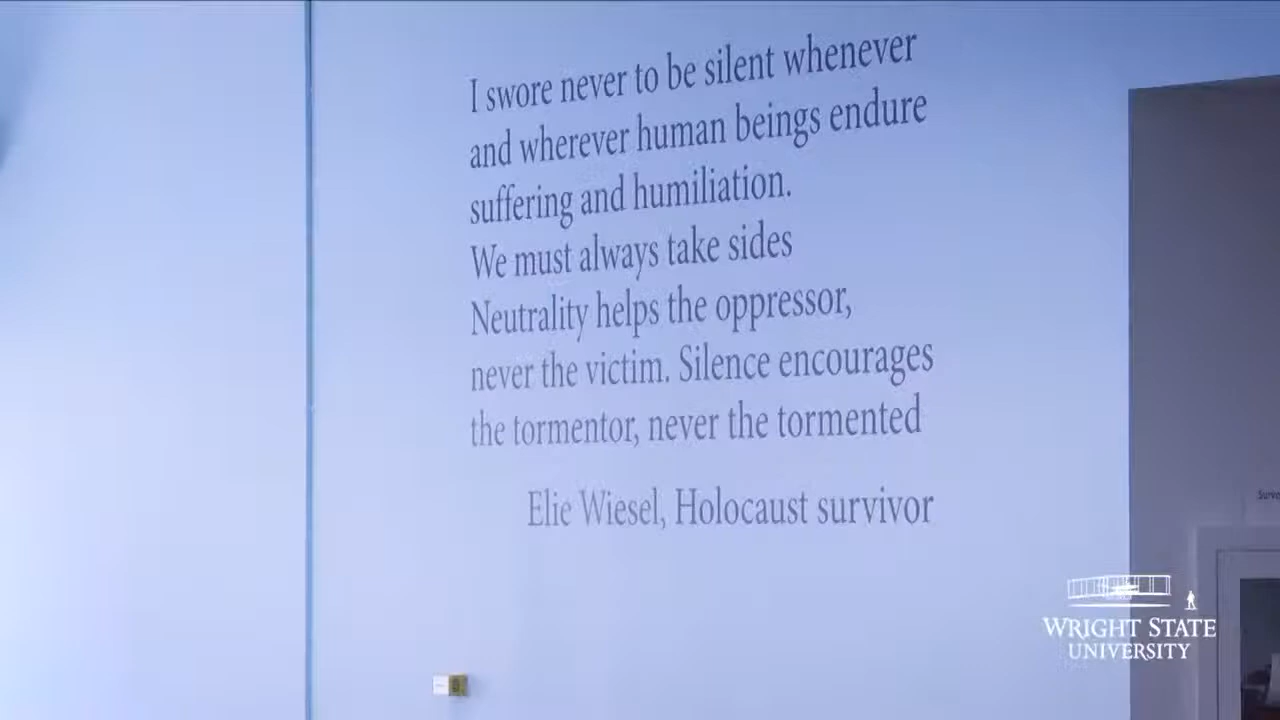 I swore never to be silent whenever
and wherever human beings endure
suffering and humiliation.
We must always take sides
Neutrality helps the oppressor,
never the victim. Silence encourages
the tormentor, never the tormented
Elie Wiesel, Holocaust survivor
WRIGHT STATE
UNIVERSITY